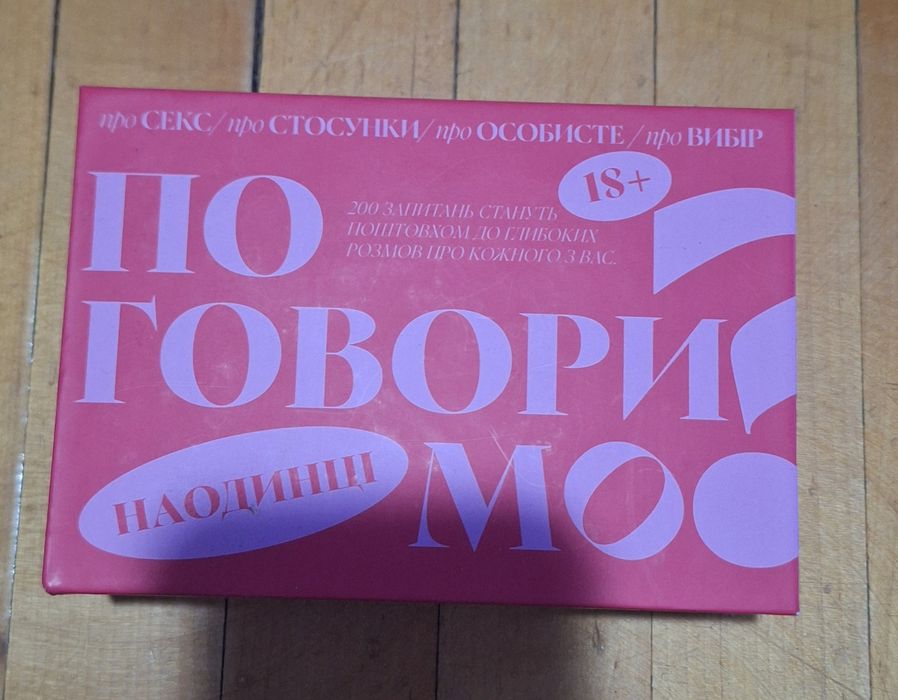 про СЕКС / про СТОСУНКИ / про ОСОБИСТЕ / про ВИБІР
18+
200 ЗАПИТАНЬ СТАНУТЬ
ПОШТОВХОМ ДО ГЛИБОКИХ
РОЗМОВ ПРО КОЖНОГО З ВАС.
ПО
ГОВОРИ
МО?
НАОДИНЦІ